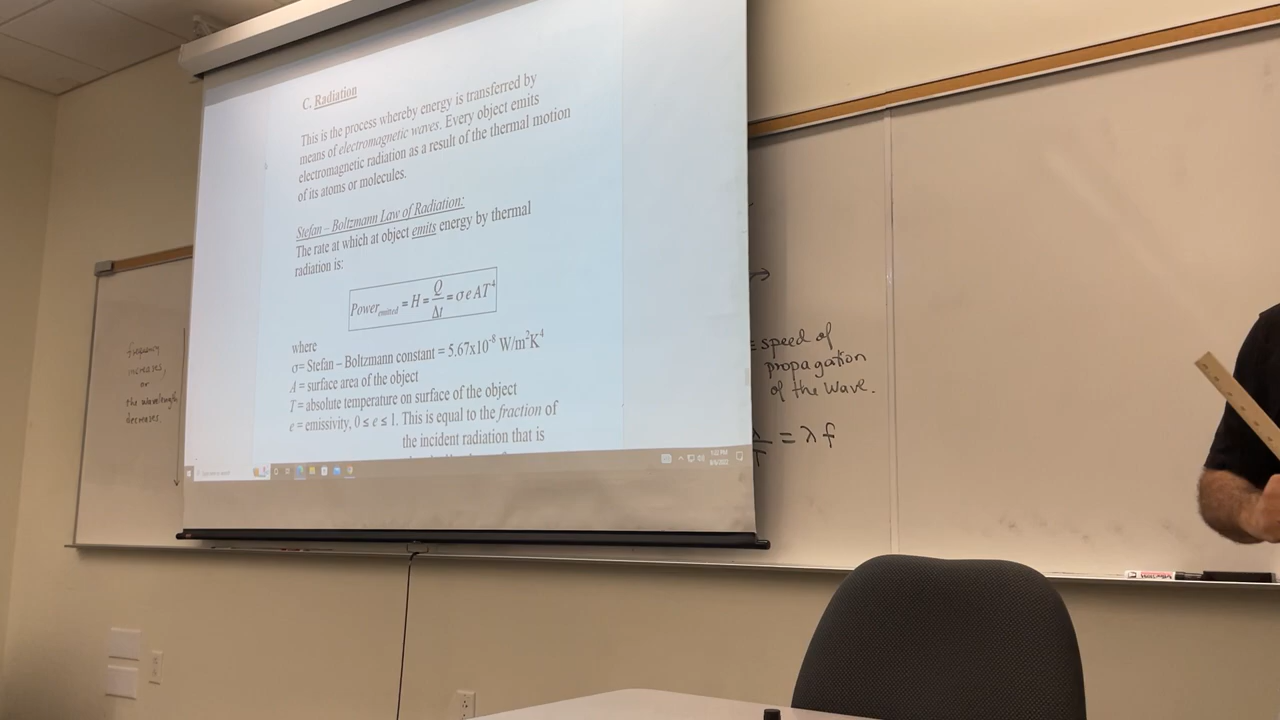 C. Radiation
This is the process whereby energy is transferred by
means of electromagnetic waves. Every object emits
electromagnetic radiation as a result of the thermal motion
of its atoms or molecules.
Stefan – Boltzmann Law of Radiation:
The rate at which at object emits energy by thermal
radiation is:
Power_emitted = H = Q/Δt = σeAT⁴
where
σ= Stefan – Boltzmann constant = 5.67x10⁻⁸ W/m²K⁴
A = surface area of the object
T = absolute temperature on surface of the object
e = emissivity, 0 ≤ e ≤ 1. This is equal to the fraction of
the incident radiation that is
frequency
increases,
or
the wavelength
decreases.
= speed of
propagation
of the wave.
= λf